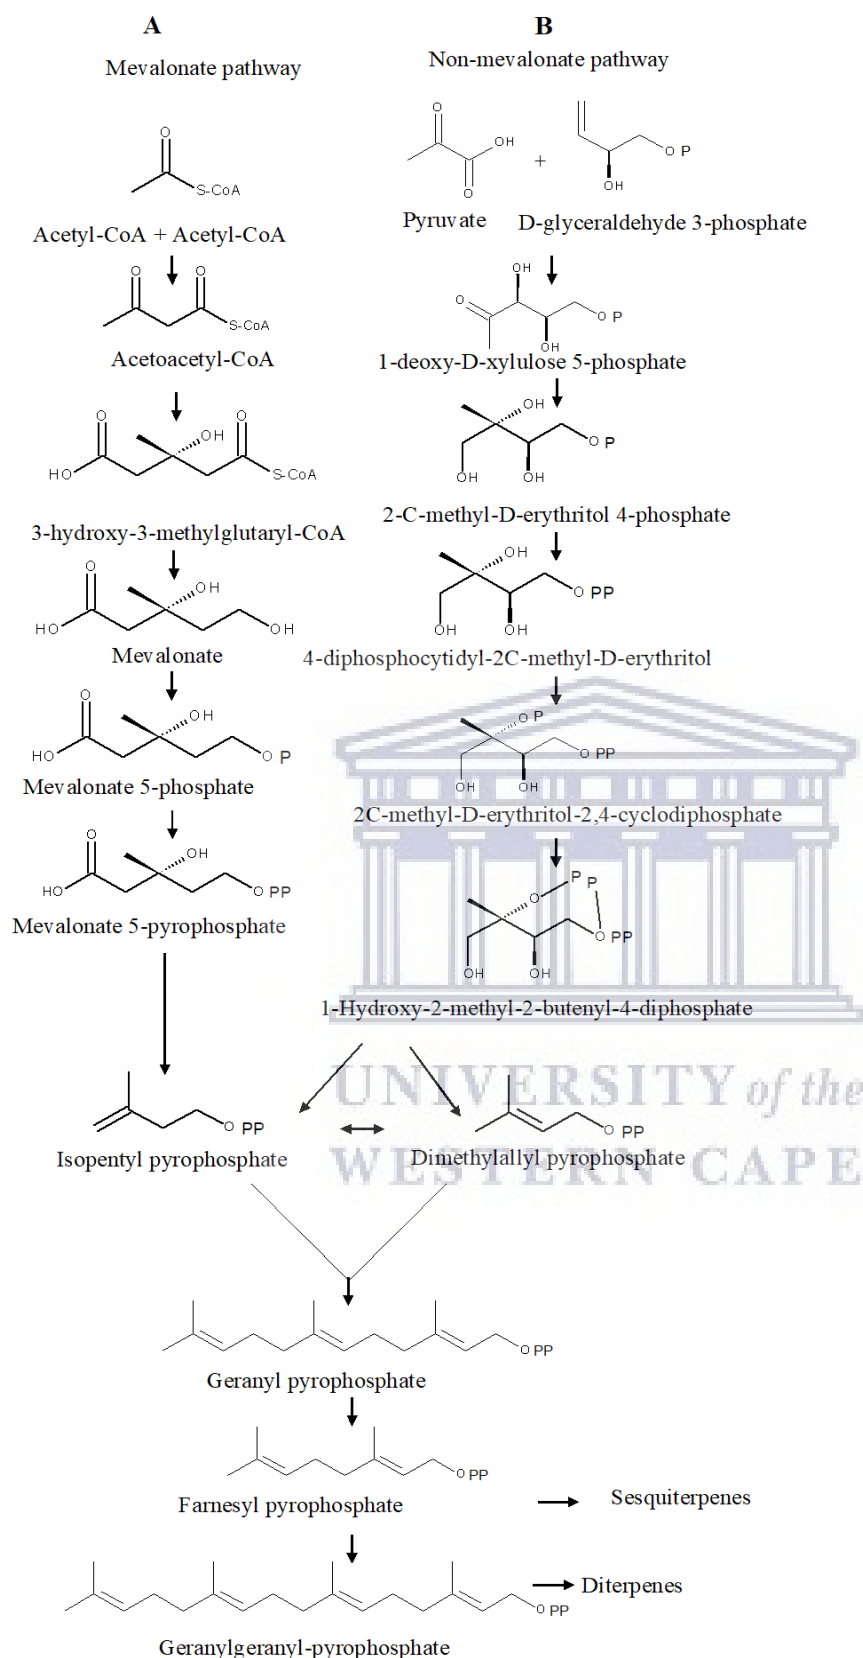 A
B
Mevalonate pathway
Non-mevalonate pathway
O
S-CoA
O
OH
O
+
OH
O P
Acetyl-CoA + Acetyl-CoA
Pyruvate
D-glyceraldehyde 3-phosphate
O
O
S-CoA
O
OH
OH
O P
Acetoacetyl-CoA
1-deoxy-D-xylulose 5-phosphate
O
HO
OH
O
S-CoA
OH
OH
OH
O P
3-hydroxy-3-methylglutaryl-CoA
2-C-methyl-D-erythritol 4-phosphate
O
HO
OH
OH
OH
OH
OH
O PP
Mevalonate
4-diphosphocytidyl-2C-methyl-D-erythritol
O
HO
OH
O P
O P
OH
OH
O PP
Mevalonate 5-phosphate
2C-methyl-D-erythritol-2,4-cyclodiphosphate
O
HO
OH
O PP
O
P
P
OH
OH
O PP
Mevalonate 5-pyrophosphate
1-Hydroxy-2-methyl-2-butenyl-4-diphosphate
UNIVERSITY of the
WESTERN CAPE
O PP
O PP
Isopentyl pyrophosphate
Dimethylallyl pyrophosphate
O PP
Geranyl pyrophosphate
O PP
Farnesyl pyrophosphate
Sesquiterpenes
O PP
Diterpenes
Geranylgeranyl-pyrophosphate